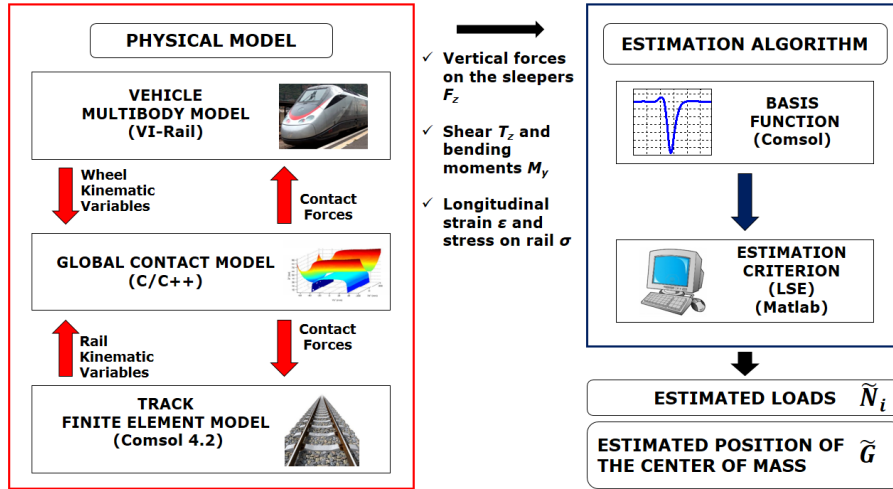 PHYSICAL MODEL
VEHICLE
MULTIBODY MODEL
(VI-Rail)
Wheel
Kinematic
Variables
Contact
Forces
GLOBAL CONTACT MODEL
(C/C++)
Rail
Kinematic
Variables
Contact
Forces
TRACK
FINITE ELEMENT MODEL
(Comsol 4.2)
✓ Vertical forces
on the sleepers
F_z
✓ Shear T_z and
bending
moments M_y
✓ Longitudinal
strain ε and
stress on rail σ
ESTIMATION ALGORITHM
BASIS
FUNCTION
(Comsol)
ESTIMATION
CRITERION
(LSE)
(Matlab)
ESTIMATED LOADS Ñ_i
ESTIMATED POSITION OF
THE CENTER OF MASS G̃